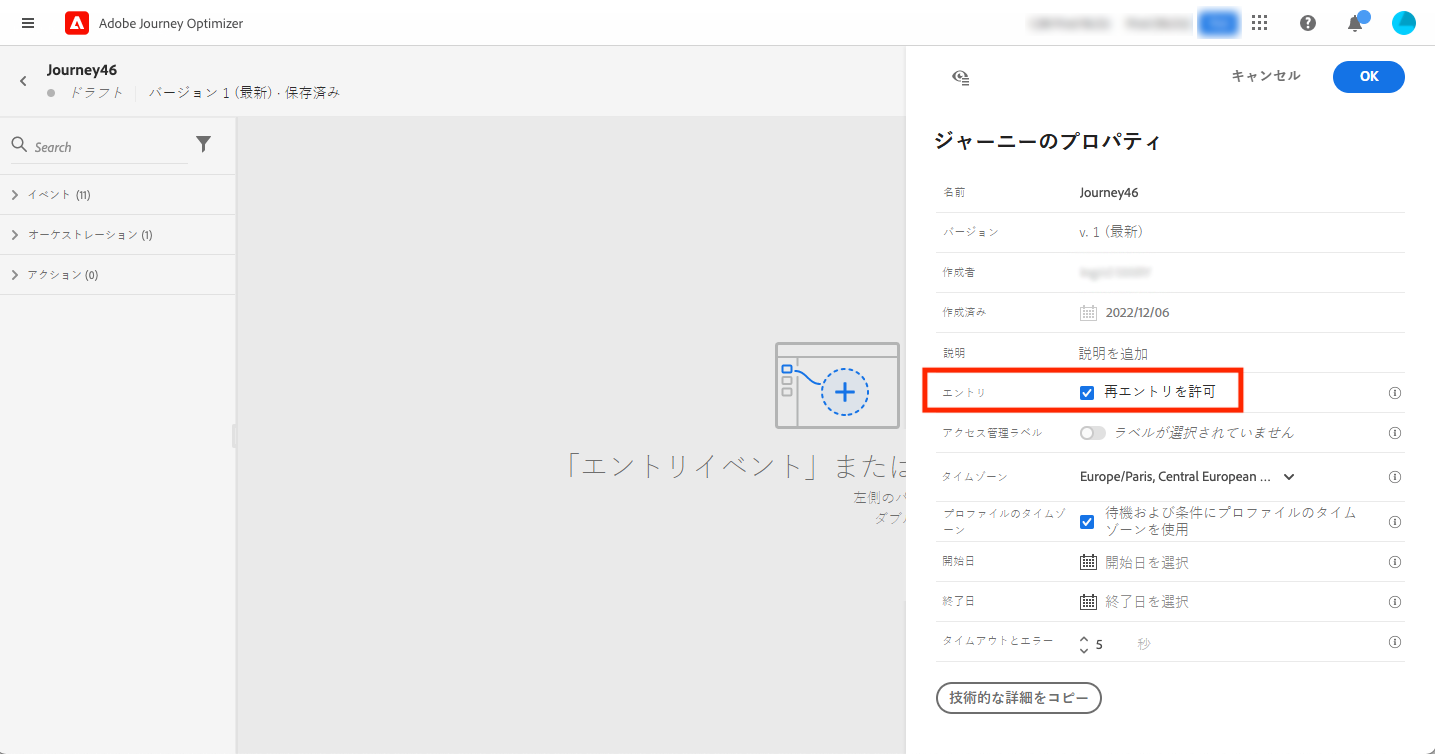 Adobe Journey Optimizer
Journey46
ドラフト
バージョン 1 (最新) · 保存済み
Search
イベント (11)
オーケストレーション (1)
アクション (0)
「エントリイベント」または
左側のパ
ダブル
キャンセル
OK
ジャーニーのプロパティ
名前 Journey46
バージョン v. 1 (最新)
作成者
作成済み 2022/12/06
説明 説明を追加
エントリ 再エントリを許可
アクセス管理ラベル ラベルが選択されていません
タイムゾーン Europe/Paris, Central European ...
プロファイルのタイムゾ
ーン
待機および条件にプロファイルのタイム
ゾーンを使用
開始日 開始日を選択
終了日 終了日を選択
タイムアウトとエラー 5 秒
技術的な詳細をコピー